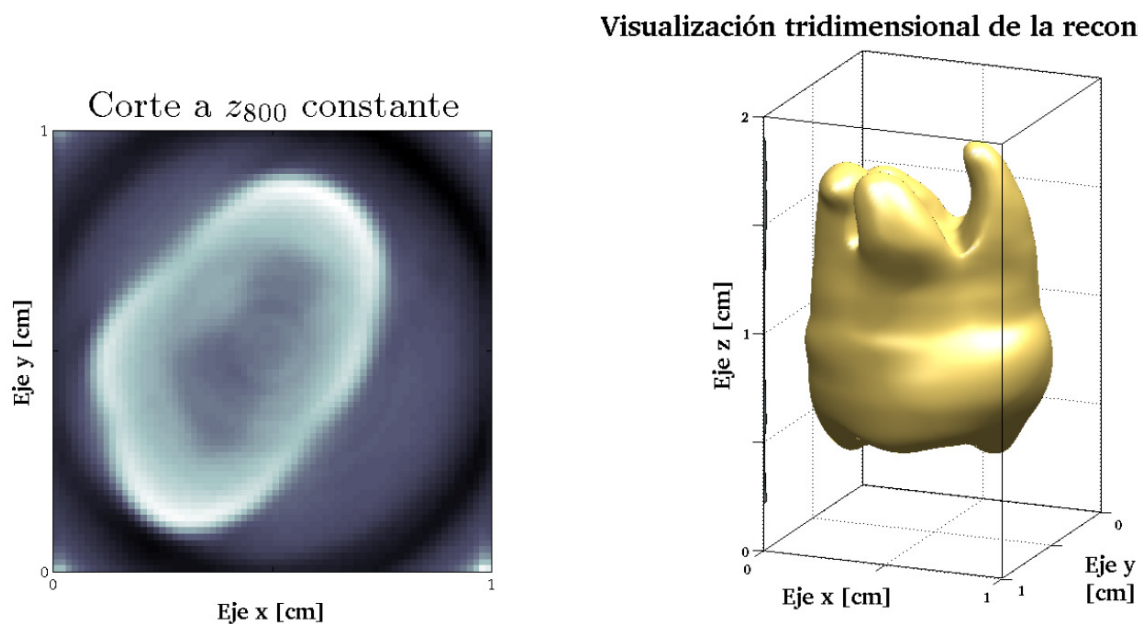 Visualización tridimensional de la recon
Corte a z800 constante
1
Eje y [cm]
0
0
1
Eje x [cm]
2
Eje z [cm]
1
0
0
Eje x [cm]
1
1
0
Eje y
[cm]